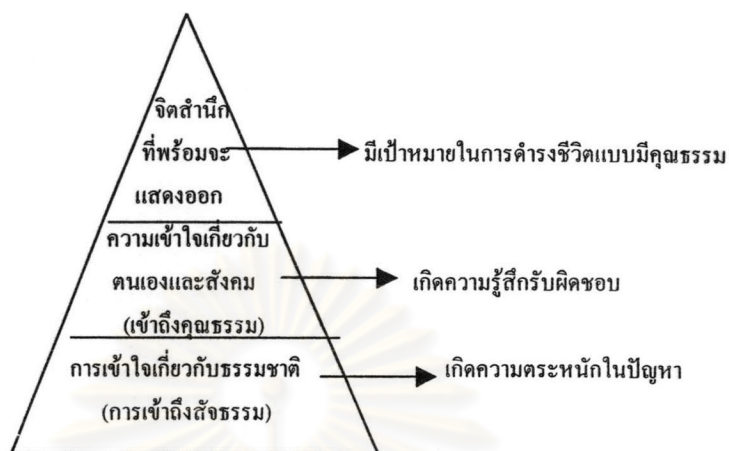 จิตสำนึก
ที่พร้อมจะ
แสดงออก
มีเป้าหมายในการดำรงชีวิตแบบมีคุณธรรม
ความเข้าใจเกี่ยวกับ
ตนเองและสังคม
(เข้าถึงคุณธรรม)
เกิดความรู้สึกรับผิดชอบ
การเข้าใจเกี่ยวกับธรรมชาติ
(การเข้าถึงสัจธรรม)
เกิดความตระหนักในปัญหา